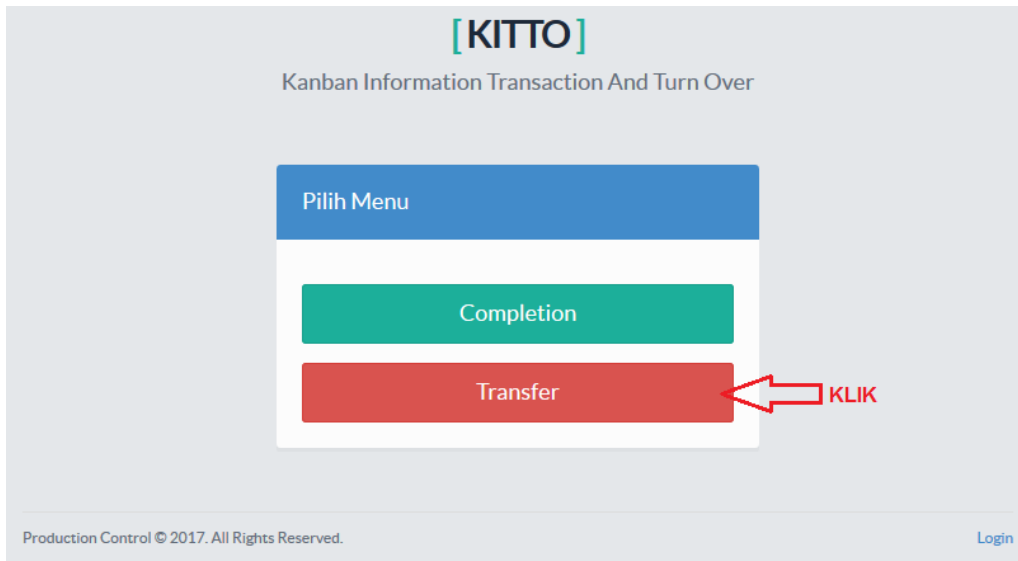 [ KITTO ]
Kanban Information Transaction And Turn Over
Pilih Menu
Completion
Transfer
KLIK
Production Control © 2017. All Rights Reserved.
Login